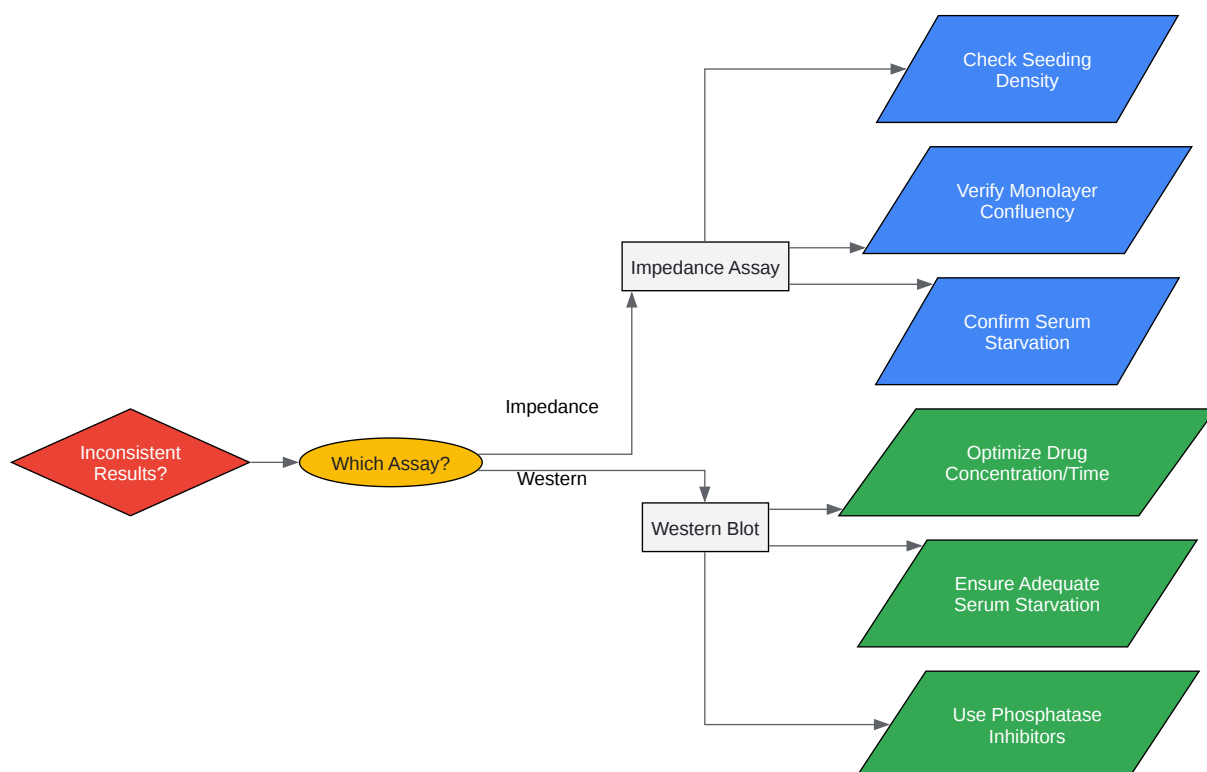 Check Seeding
Density
Verify Monolayer
Confluency
Impedance Assay
Confirm Serum
Starvation
Impedance
Inconsistent
Results?
Which Assay?
Western
Optimize Drug
Concentration/Time
Western Blot
Ensure Adequate
Serum Starvation
Use Phosphatase
Inhibitors